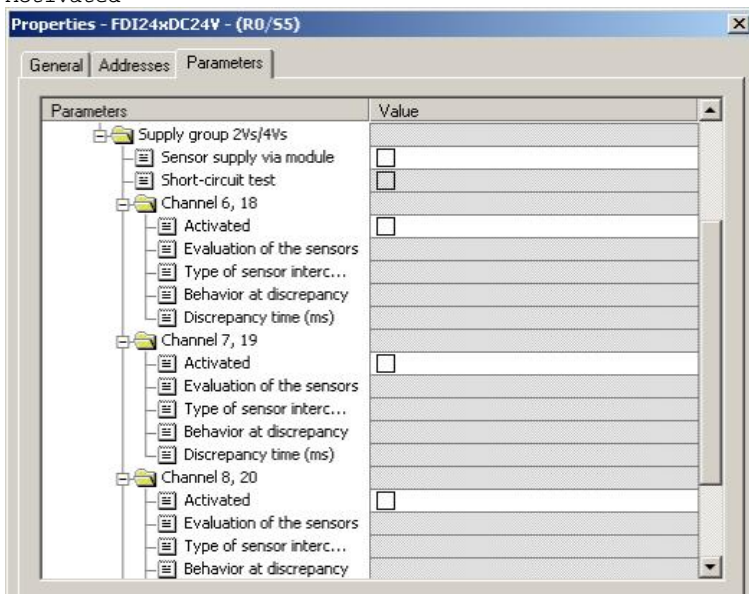 Properties - FDI24xDC24V - (R0/S5)
General Addresses Parameters
Parameters Value
Supply group 2Vs/4Vs
Sensor supply via module
Short-circuit test
Channel 6, 18
Activated
Evaluation of the sensors
Type of sensor interc...
Behavior at discrepancy
Discrepancy time (ms)
Channel 7, 19
Activated
Evaluation of the sensors
Type of sensor interc...
Behavior at discrepancy
Discrepancy time (ms)
Channel 8, 20
Activated
Evaluation of the sensors
Type of sensor interc...
Behavior at discrepancy